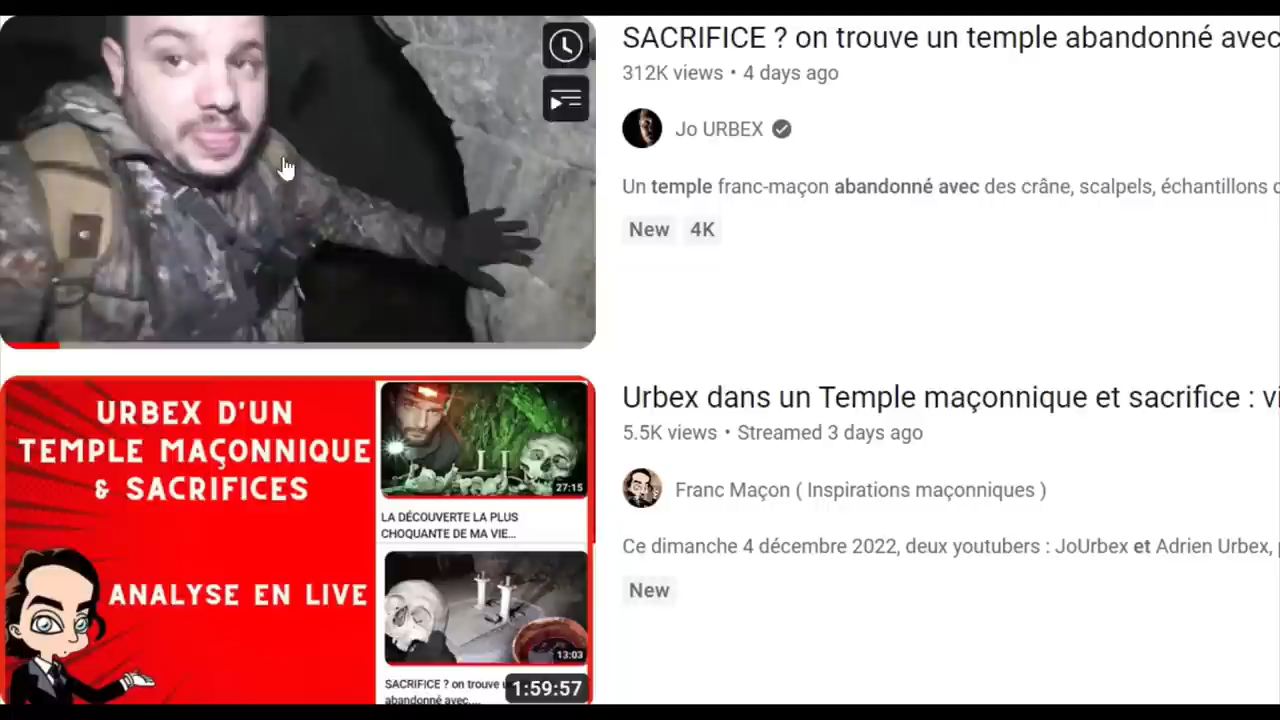 SACRIFICE ? on trouve un temple abandonné avec
312K views • 4 days ago
Jo URBEX
Un temple franc-maçon abandonné avec des crâne, scalpels, échantillons
New 4K
URBEX D'UN
TEMPLE MAÇONNIQUE
& SACRIFICES
ANALYSE EN LIVE
27:15
LA DÉCOUVERTE LA PLUS
CHOQUANTE DE MA VIE...
13:03
SACRIFICE ? on trouve
abandonné avec....
1:59:57
Urbex dans un Temple maçonnique et sacrifice :
5.5K views • Streamed 3 days ago
Franc Maçon ( Inspirations maçonniques )
Ce dimanche 4 décembre 2022, deux youtubers : JoUrbex et Adrien Urbex,
New